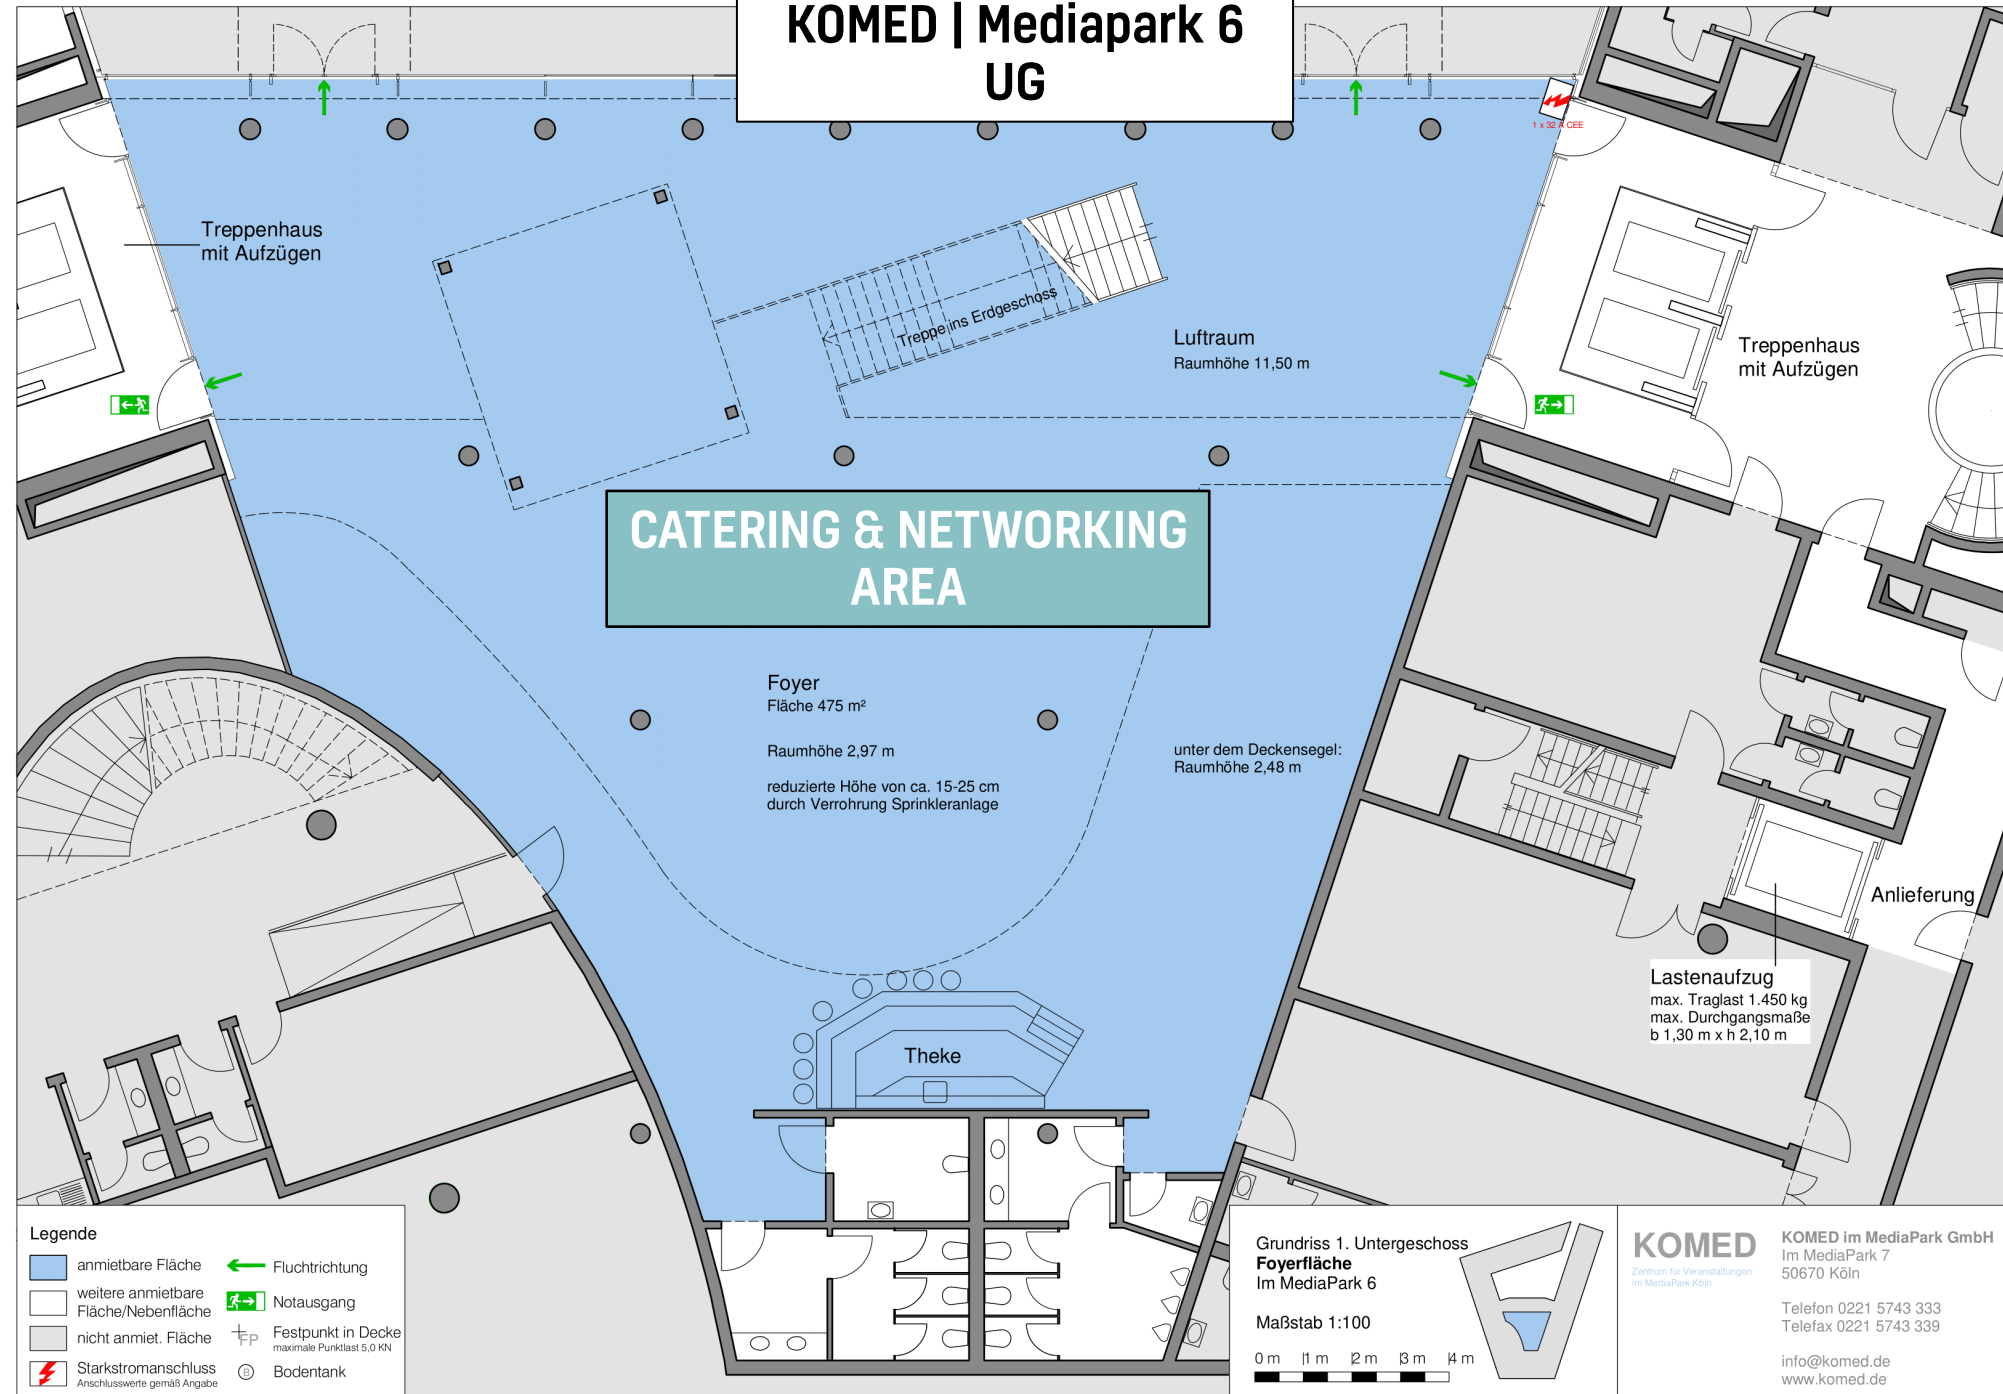 KOMED | Mediapark 6
UG
1 x 32 A CEE
Treppenhaus
mit Aufzügen
Treppe ins Erdgeschoss
Luftraum
Raumhöhe 11,50 m
Treppenhaus
mit Aufzügen
CATERING & NETWORKING
AREA
Foyer
Fläche 475 m²
Raumhöhe 2,97 m
reduzierte Höhe von ca. 15-25 cm
durch Verrohrung Sprinkleranlage
unter dem Deckensegel:
Raumhöhe 2,48 m
Anlieferung
Lastenaufzug
max. Traglast 1.450 kg
max. Durchgangsmaße
b 1,30 m x h 2,10 m
Theke
Legende
anmietbare Fläche
weitere anmietbare
Fläche/Nebenfläche
nicht anmiet. Fläche
Starkstromanschluss
Anschlusswerte gemäß Angabe
Fluchtrichtung
Notausgang
FP
Festpunkt in Decke
maximale Punktlast 5,0 KN
B
Bodentank
Grundriss 1. Untergeschoss
Foyerfläche
Im MediaPark 6
Maßstab 1:100
0 m 1 m 2 m 3 m 4 m
KOMED
Zentrum für Veranstaltungen
im MediaPark Köln
KOMED im MediaPark GmbH
Im MediaPark 7
50670 Köln
Telefon 0221 5743 333
Telefax 0221 5743 339
info@komed.de
www.komed.de